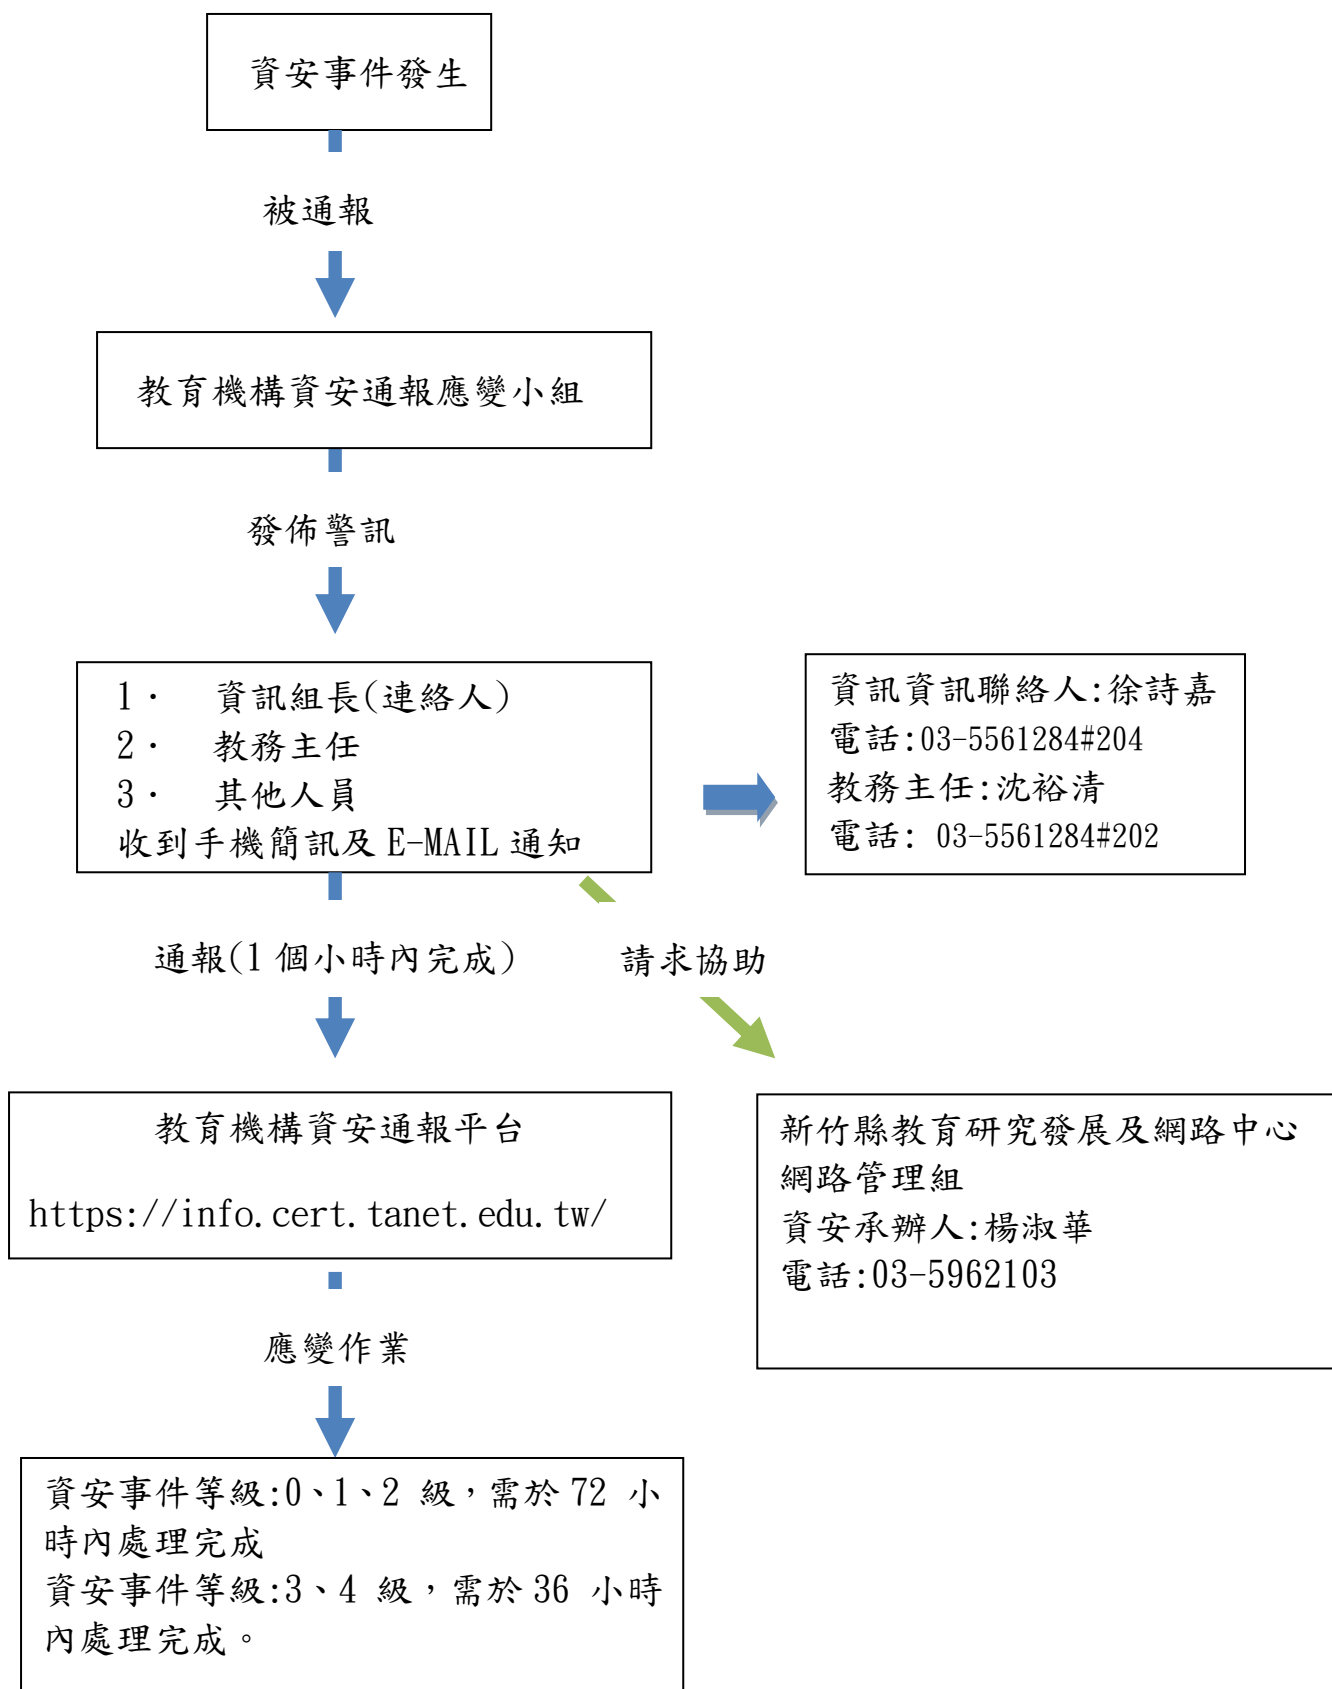 資安事件發生
被通報
教育機構資安通報應變小組
發佈警訊
1. 資訊組長(連絡人)
2. 教務主任
3. 其他人員
收到手機簡訊及 E-MAIL 通知
資訊資訊聯絡人:徐詩嘉
電話:03-5561284#204
教務主任:沈裕清
電話: 03-5561284#202
通報(1 個小時內完成)
請求協助
教育機構資安通報平台
https://info.cert.tanet.edu.tw/
新竹縣教育研究發展及網路中心
網路管理組
資安承辦人:楊淑華
電話:03-5962103
應變作業
資安事件等級:0、1、2 級，需於 72 小
時內處理完成
資安事件等級:3、4 級，需於 36 小時
內處理完成。